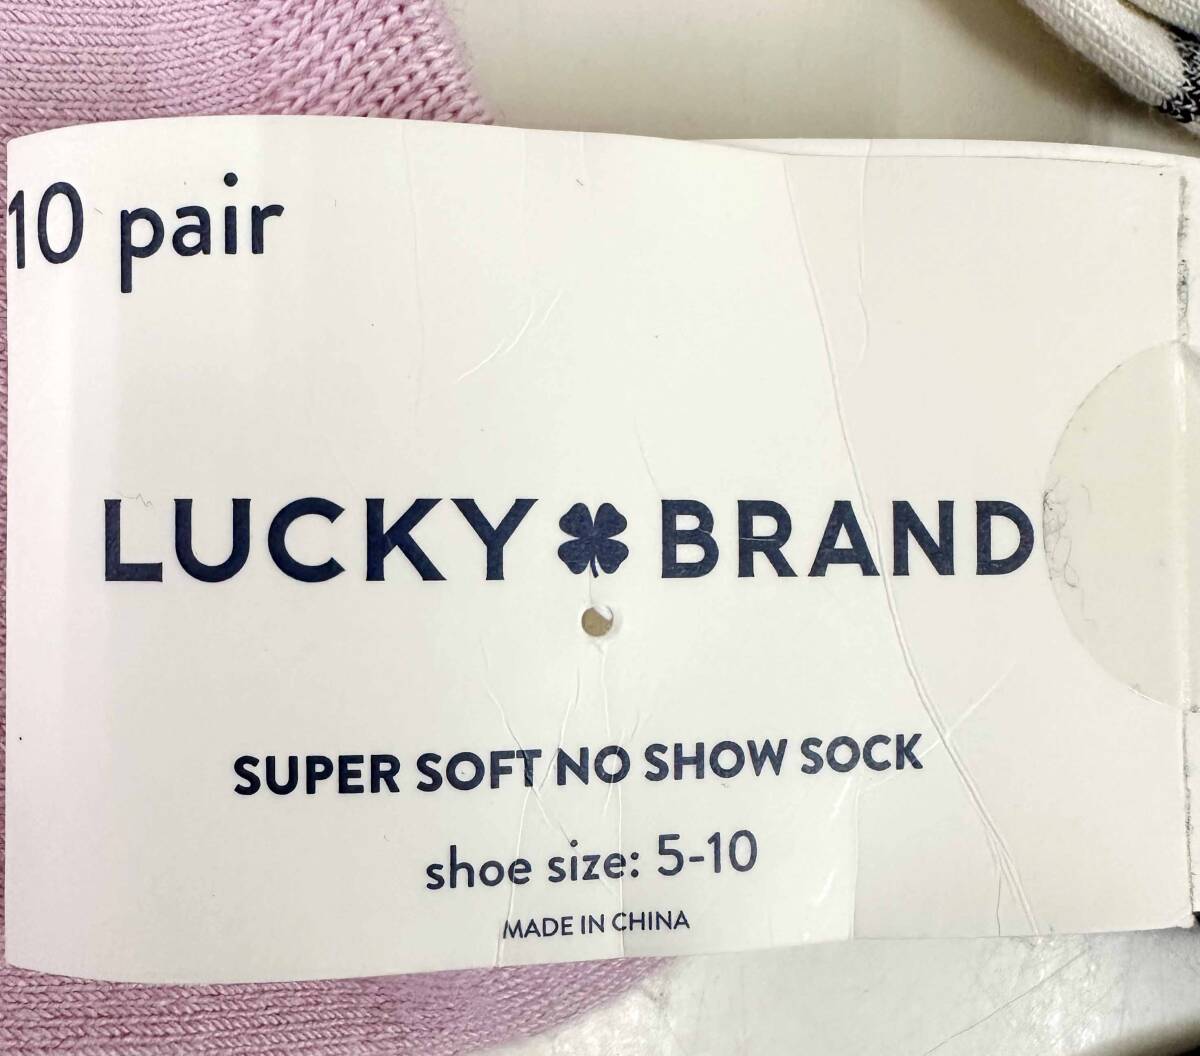 10 pair
LUCKY BRAND
SUPER SOFT NO SHOW SOCK
shoe size: 5-10
MADE IN CHINA